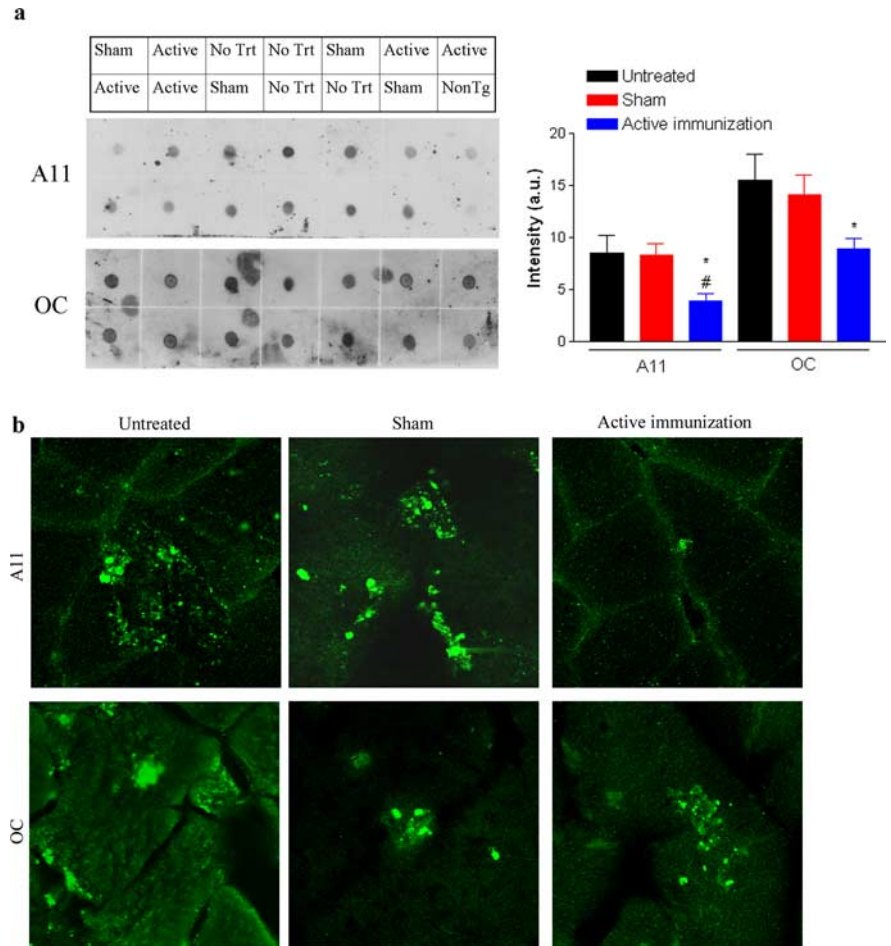 a
Sham Active No Trt No Trt Sham Active Active
Active Active Sham No Trt No Trt Sham NonTg
A11
OC
Untreated
Sham
Active immunization
Intensity (a.u.)
20
15
10
5
0
*
#
*
A11 OC
b
Untreated Sham Active immunization
A11
OC